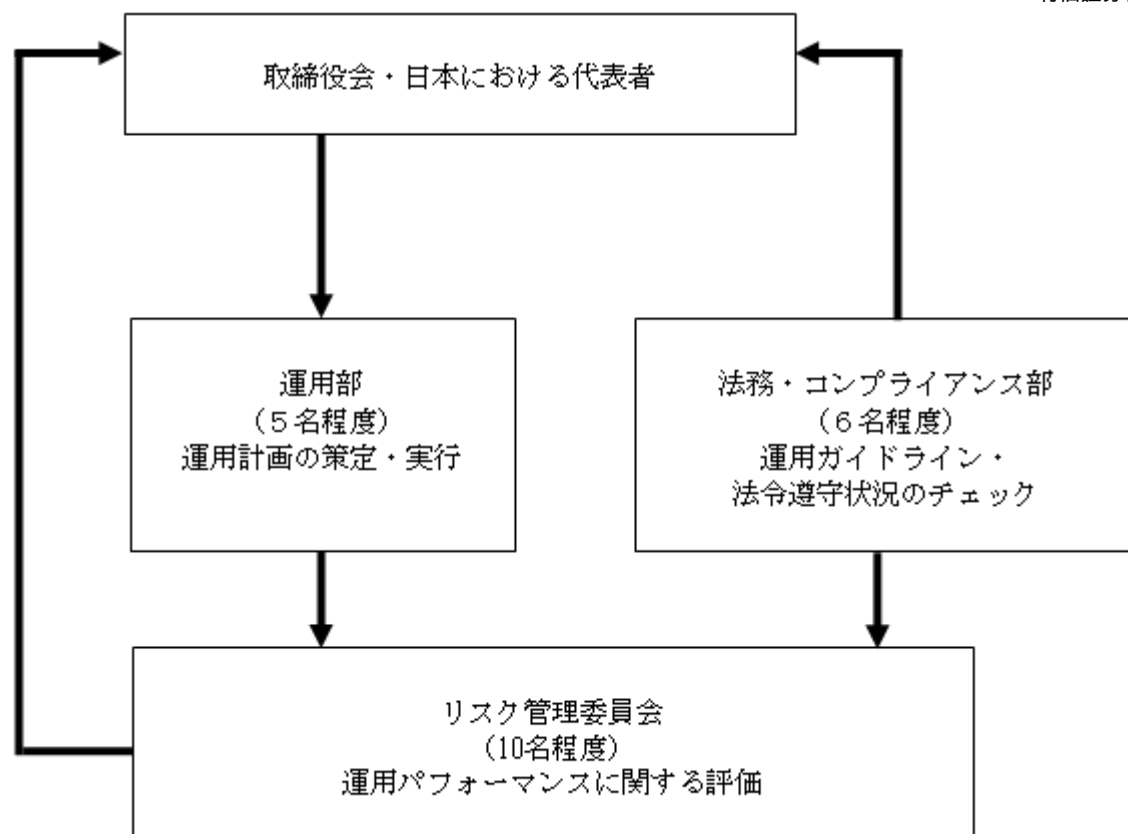 取締役会・日本における代表者
運用部
（５名程度）
運用計画の策定・実行
法務・コンプライアンス部
（６名程度）
運用ガイドライン・
法令遵守状況のチェック
リスク管理委員会
（10名程度）
運用パフォーマンスに関する評価